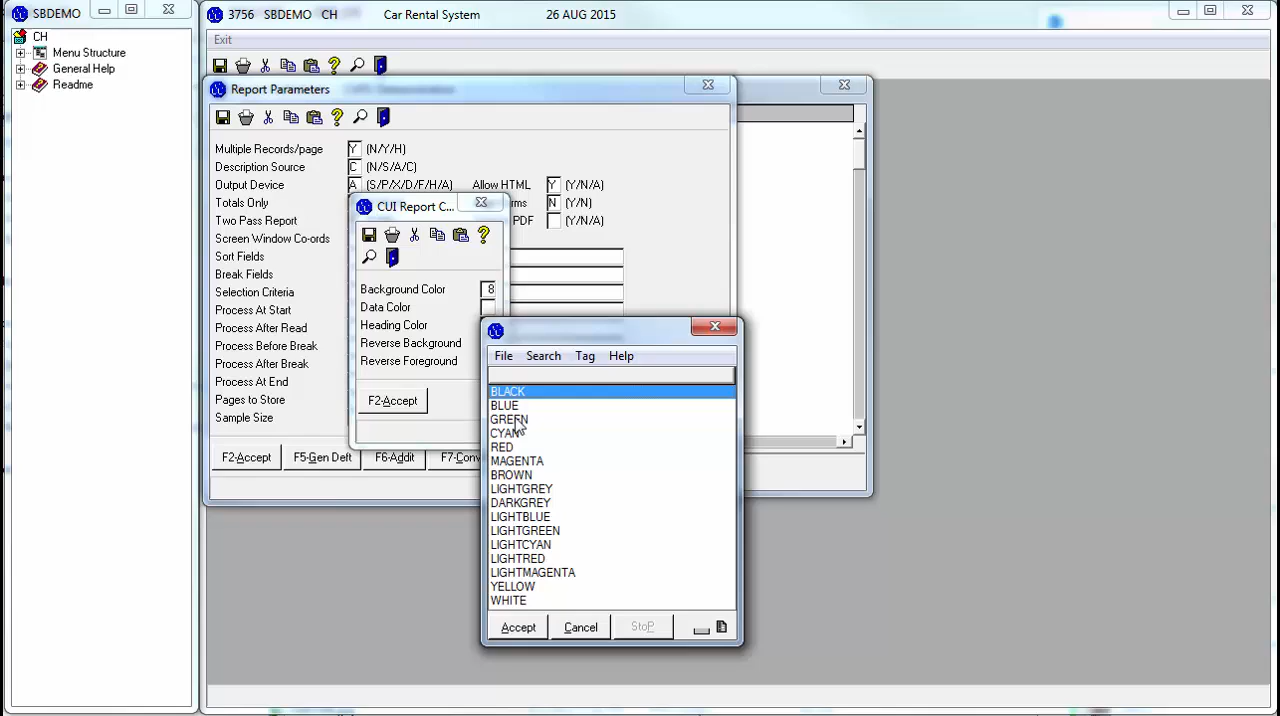 SBDEMO
3756 SBDEMO CH Car Rental System 26 AUG 2015
CH
Menu Structure
General Help
Readme
Exit
Report Parameters
Multiple Records/page Y (N/Y/H)
Description Source C (N/S/A/C)
Output Device A (S/P/X/D/F/H/A) Allow HTML Y (Y/N/A)
Totals Only N (Y/N)
Two Pass Report PDF (Y/N/A)
Screen Window Co-ords
Sort Fields
Break Fields
Selection Criteria
Process At Start
Process After Read
Process Before Break
Process After Break
Process At End
Pages to Store
Sample Size
F2-Accept F5-Gen Deft F6-Addit
CUI Report C...
Background Color 8
Data Color
Heading Color
Reverse Background
Reverse Foreground
F2-Accept
File Search Tag Help
BLACK
BLUE
GREEN
CYAN
RED
MAGENTA
BROWN
LIGHTGREY
DARKGREY
LIGHTBLUE
LIGHTGREEN
LIGHTCYAN
LIGHTRED
LIGHTMAGENTA
YELLOW
WHITE
Accept Cancel StoP